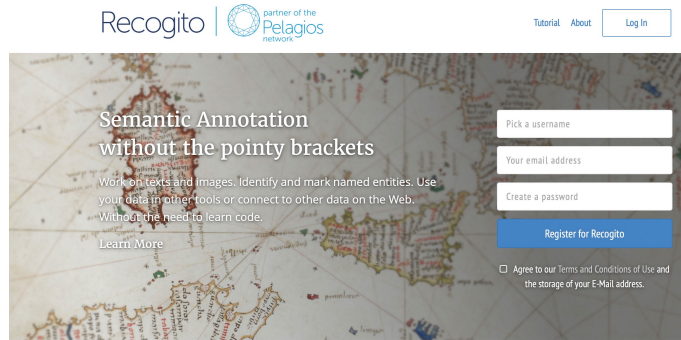 Recogito
partner of the
Pelagios
network
Tutorial About Log In
Semantic Annotation
without the pointy brackets
Work on texts and images. Identify and mark named entities. Use
your data in other tools or connect to other data on the Web.
Without the need to learn code.
Learn More
Pick a username
Your email address
Create a password
Register for Recogito
Agree to our Terms and Conditions of Use and
the storage of your E-Mail address.